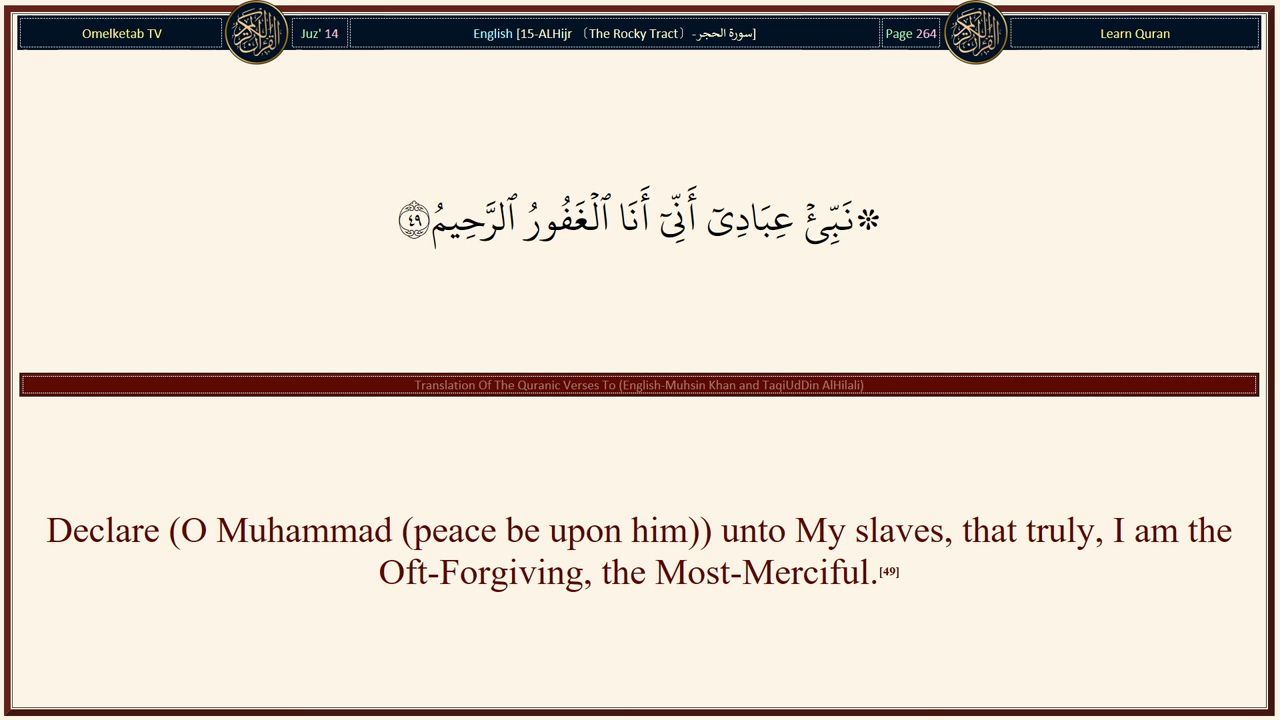 Omelketab TV
Juz' 14
English [15-ALHijr （The Rocky Tract）-سورة الحجر]
Page 264
Learn Quran
۞نَبِّئۡ عِبَادِيٓ أَنِّيٓ أَنَا ٱلۡغَفُورُ ٱلرَّحِيمُ ٤٩
Translation Of The Quranic Verses To (English-Muhsin Khan and TaqiUdDin AlHilali)
Declare (O Muhammad (peace be upon him)) unto My slaves, that truly, I am the
Oft-Forgiving, the Most-Merciful.[49]